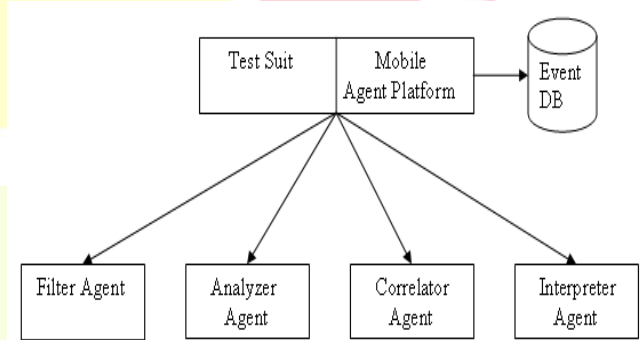 Test Suit
Mobile
Agent Platform
Event
DB
Filter Agent
Analyzer
Agent
Correlator
Agent
Interpreter
Agent